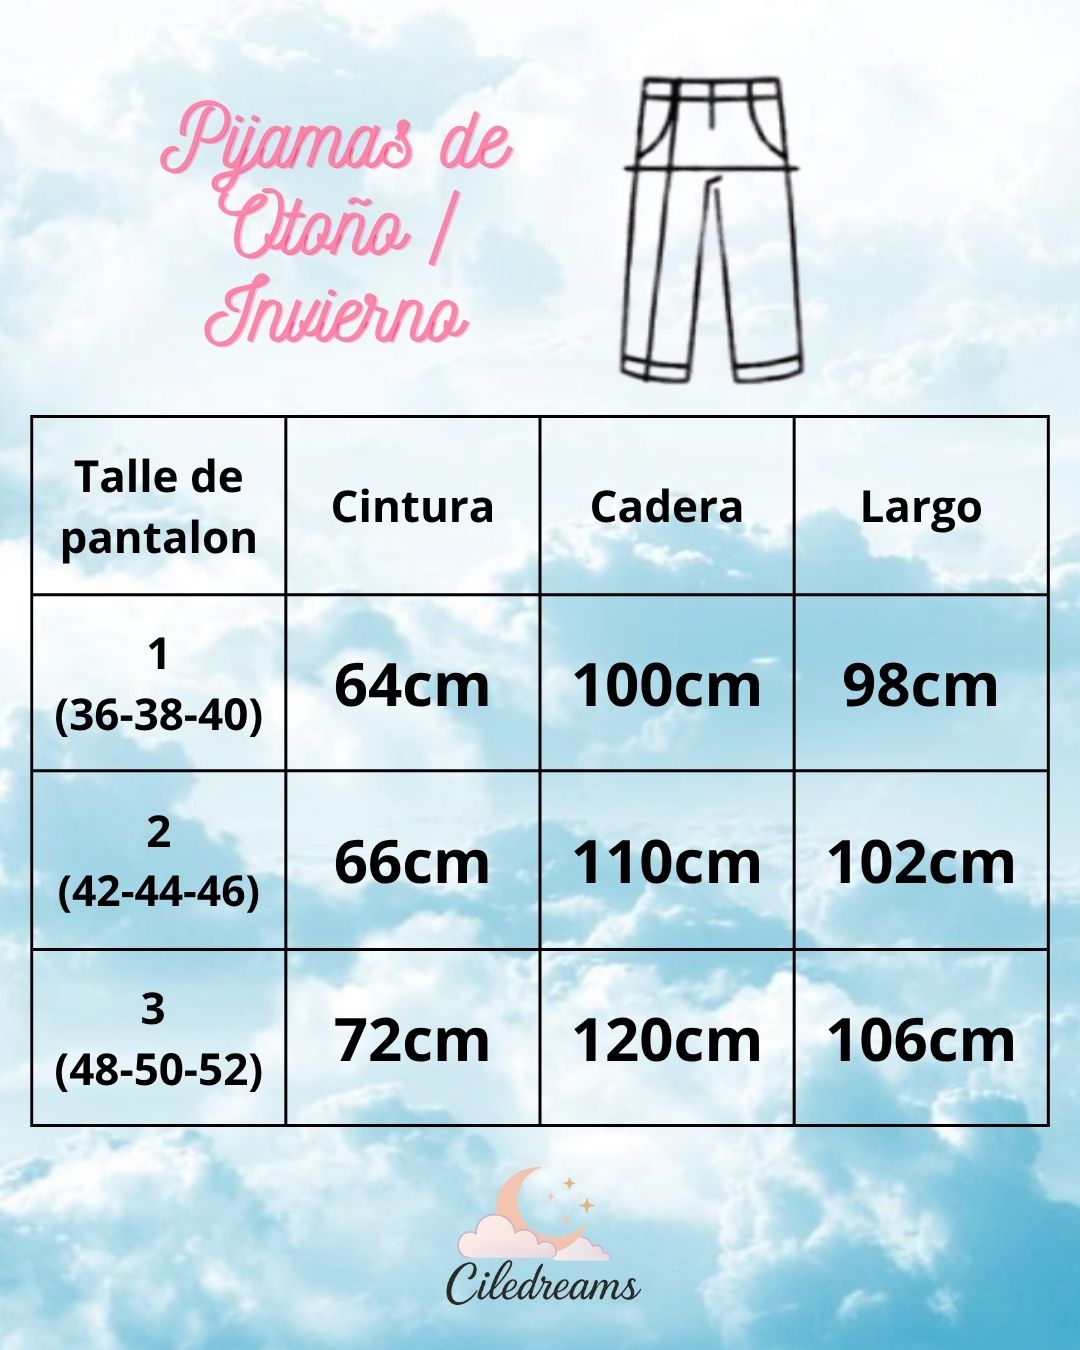 Pijamas de
Otoño /
Invierno
Talle de
pantalon
Cintura
Cadera
Largo
1
(36-38-40)
64cm
100cm
98cm
2
(42-44-46)
66cm
110cm
102cm
3
(48-50-52)
72cm
120cm
106cm
Ciledreams